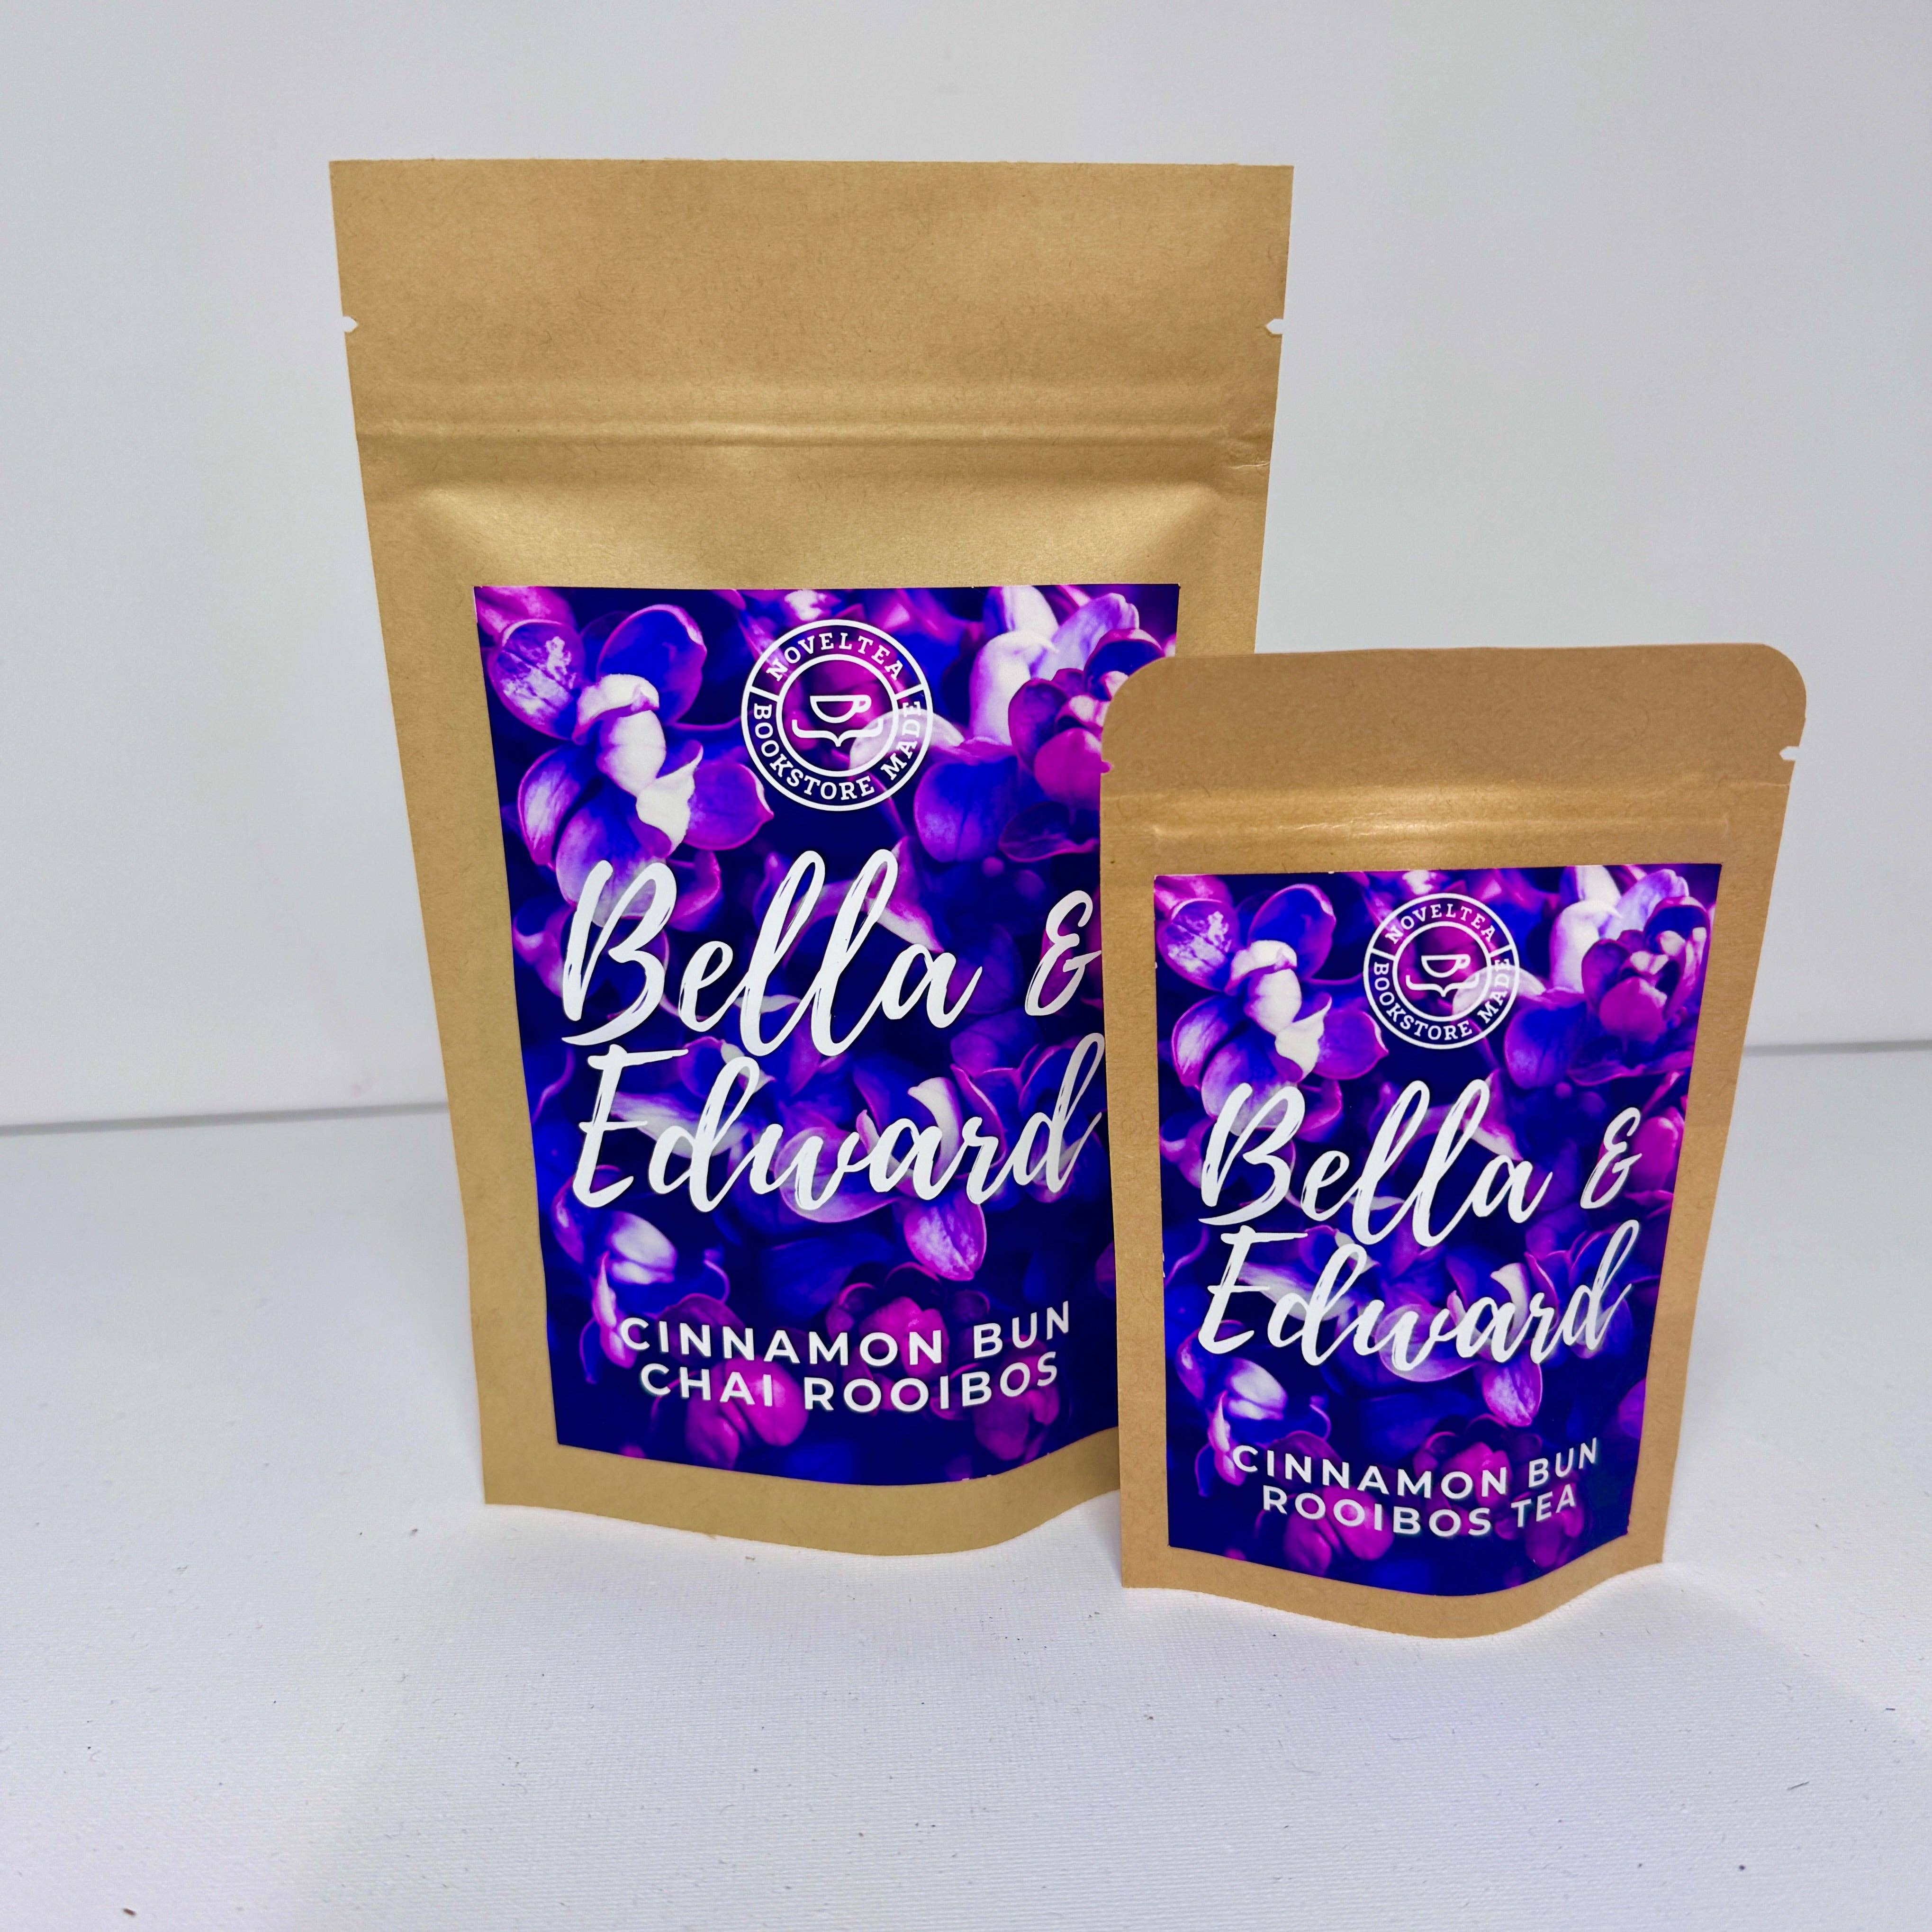 NOVELTEA
BOOKSTORE MADE
Bella &
Edward
CINNAMON BUN
CHAI ROOIBOS
NOVELTEA
BOOKSTORE MADE
Bella &
Edward
CINNAMON BUN
ROOIBOS TEA